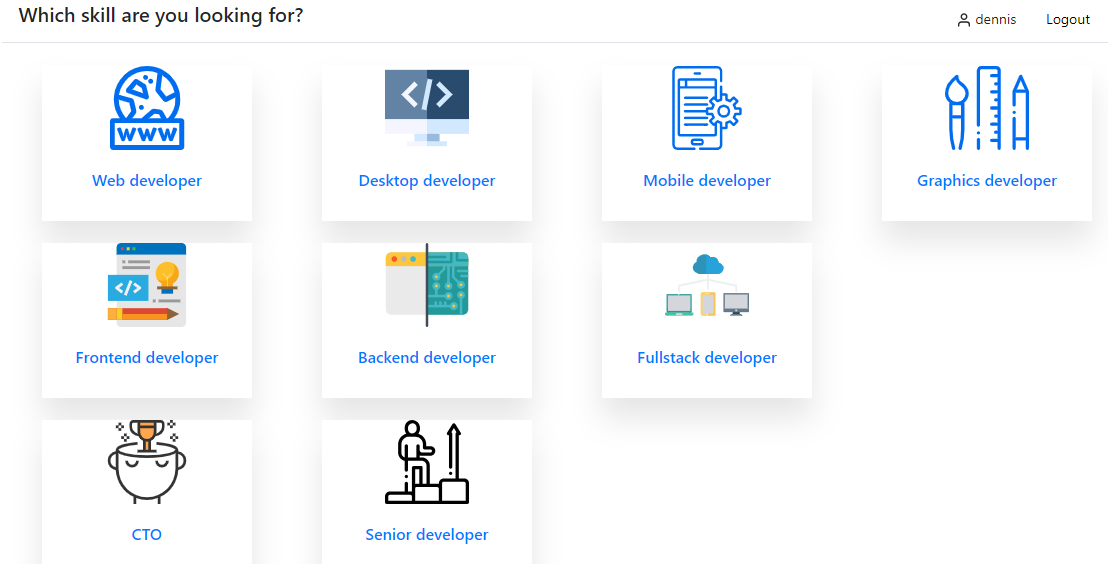 Which skill are you looking for?
dennis
Logout
WWW
Web developer
</>
Desktop developer
Mobile developer
Graphics developer
</>
Frontend developer
Backend developer
Fullstack developer
CTO
Senior developer